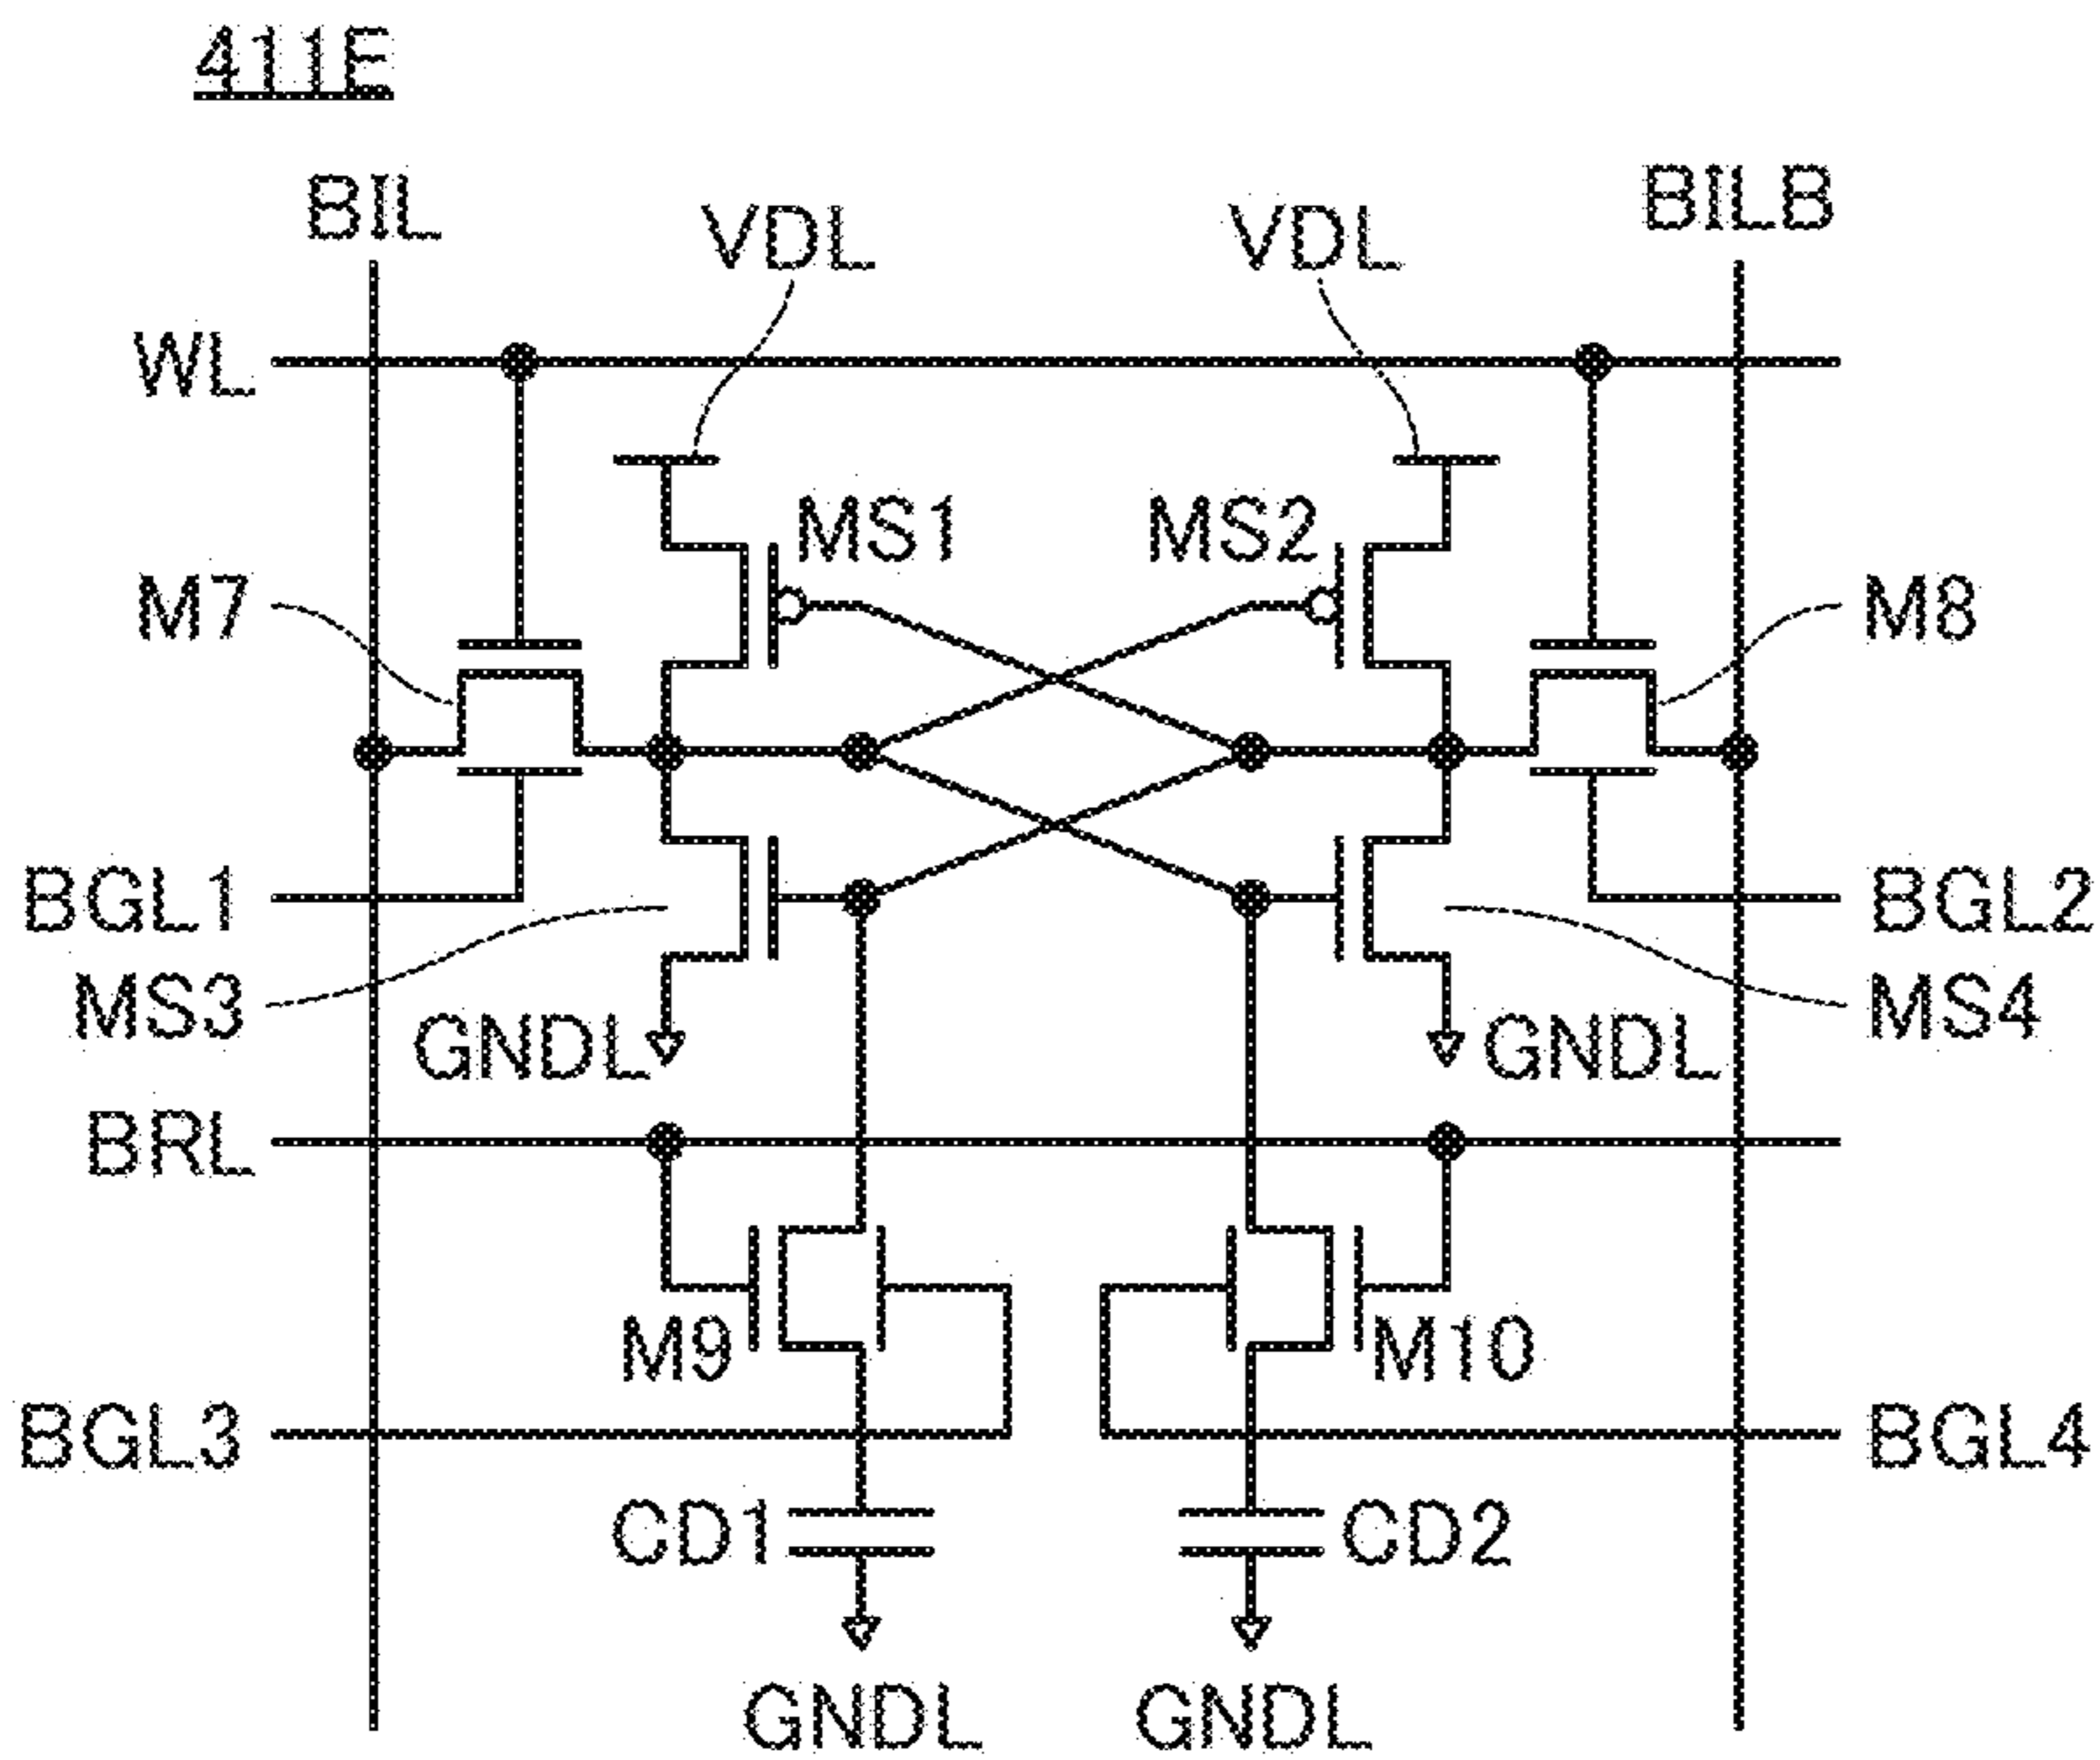 411E
BIL
VDL
VDL
BILB
WL
MS1
MS2
M7
M8
BGL1
BGL2
MS3
GNDL
GNDL
MS4
BRL
M9
M10
BGL3
BGL4
CD1
CD2
GNDL
GNDL